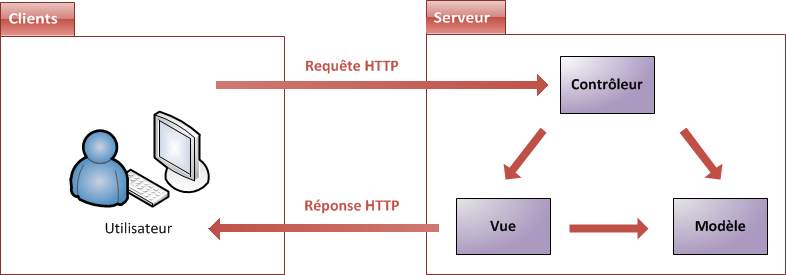 Clients
Serveur
Requête HTTP
Contrôleur
Utilisateur
Réponse HTTP
Vue
Modèle